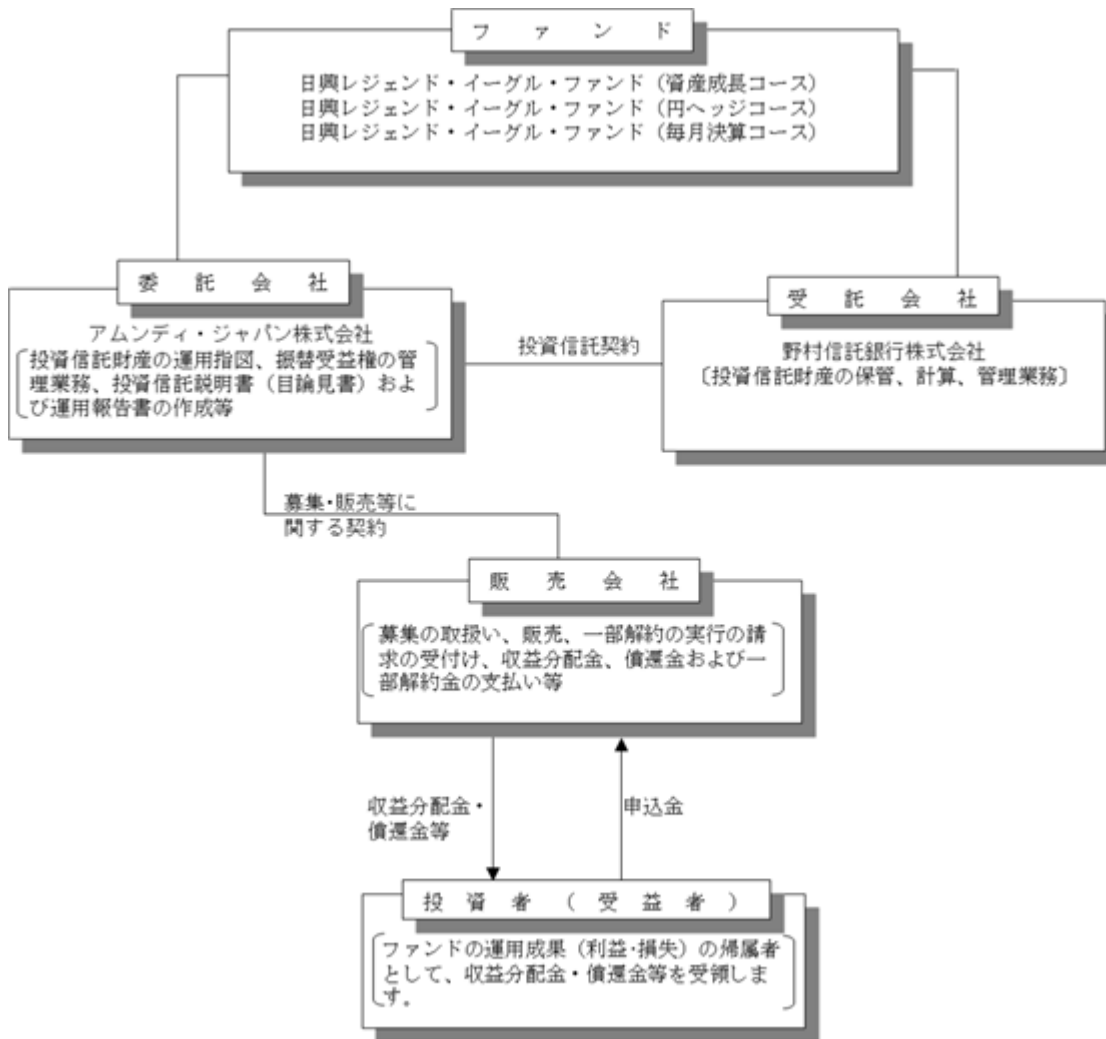 ファンド
日興レジェンド・イーグル・ファンド（資産成長コース）
日興レジェンド・イーグル・ファンド（円ヘッジコース）
日興レジェンド・イーグル・ファンド（毎月決算コース）
委託会社
アムンディ・ジャパン株式会社
投資信託財産の運用指図、振替受益権の管
理業務、投資信託説明書（目論見書）およ
び運用報告書の作成等
投資信託契約
受託会社
野村信託銀行株式会社
〔投資信託財産の保管、計算、管理業務〕
募集・販売等に
関する契約
販売会社
募集の取扱い、販売、一部解約の実行の請
求の受付け、収益分配金、償還金および一
部解約金の支払い等
収益分配金・
償還金等
申込金
投資者（受益者）
ファンドの運用成果（利益・損失）の帰属者
として、収益分配金・償還金等を受領しま
す。